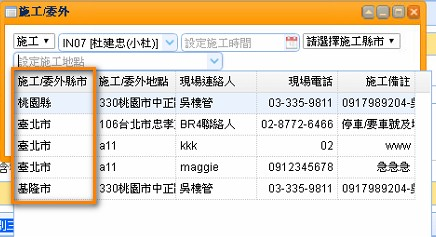 施工/委外
施工 IN07 [杜建忠(小杜)] 設定施工時間 請選擇施工縣市
設定施工地點
施工/委外縣市 施工/委外地點 現場連絡人 現場電話 施工備註
桃園縣 330桃園市中正 吳樓管 03-335-9811 0917989204-吳
臺北市 106台北市忠孝 BR4聯絡人 02-8772-6466 停車/要車號及
臺北市 a11 kkk 02 www
臺北市 a11 maggie 0912345678 急急急
基隆市 330桃園市中正 吳樓管 03-335-9811 0917989204-吳